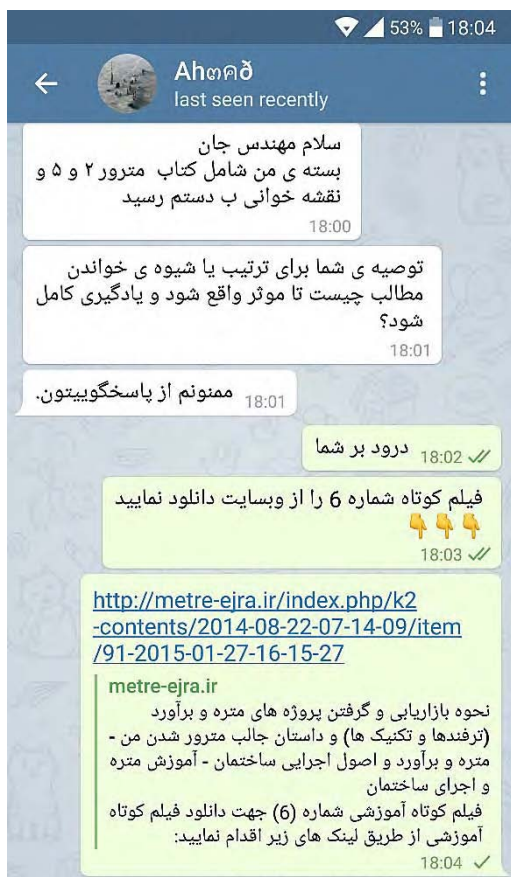 53% 18:04
Ahണคð
last seen recently
سلام مهندس جان
بسته ی من شامل کتاب مترور ۲ و ۵ و
نقشه خوانی ب دستم رسید
18:00
توصیه ی شما برای ترتیب یا شیوه ی خواندن
مطالب چیست تا موثر واقع شود و یادگیری کامل
شود؟
18:01
ممنونم از پاسخگوییتون.
18:01
درود بر شما
18:02
فیلم کوتاه شماره 6 را از وبسایت دانلود نمایید
👇👇👇
18:03
http://metre-ejra.ir/index.php/k2
-contents/2014-08-22-07-14-09/item
/91-2015-01-27-16-15-27
metre-ejra.ir
نحوه بازاریابی و گرفتن پروژه های متره و برآورد
(ترفندها و تکنیک ها) و داستان جالب مترور شدن من -
متره و برآورد و اصول اجرایی ساختمان - آموزش متره
و اجرای ساختمان
فیلم کوتاه آموزشی شماره (6) جهت دانلود فیلم کوتاه
آموزشی از طریق لینک های زیر اقدام نمایید:
18:04